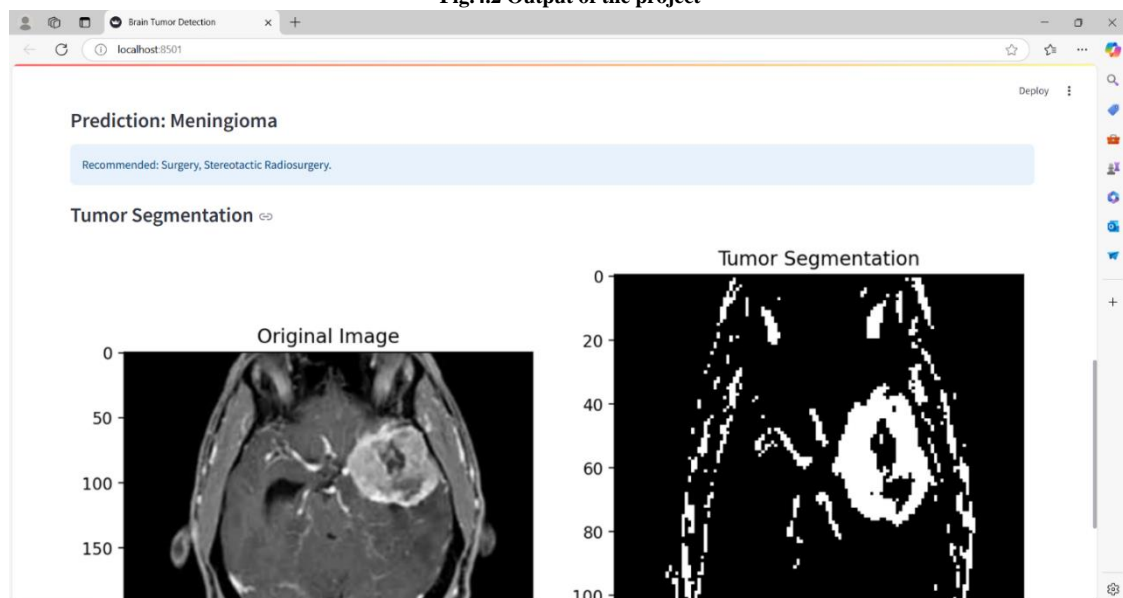 Fig.4.2 Output of the project
Brain Tumor Detection
localhost:8501
Deploy
Prediction: Meningioma
Recommended: Surgery, Stereotactic Radiosurgery.
Tumor Segmentation
Original Image
0
50
100
150
Tumor Segmentation
0
20
40
60
80
100